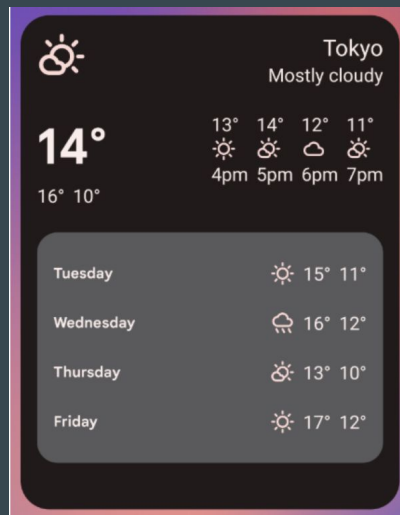 Tokyo
Mostly cloudy
14°
16° 10°
13° 14° 12° 11°
4pm 5pm 6pm 7pm
Tuesday 15° 11°
Wednesday 16° 12°
Thursday 13° 10°
Friday 17° 12°